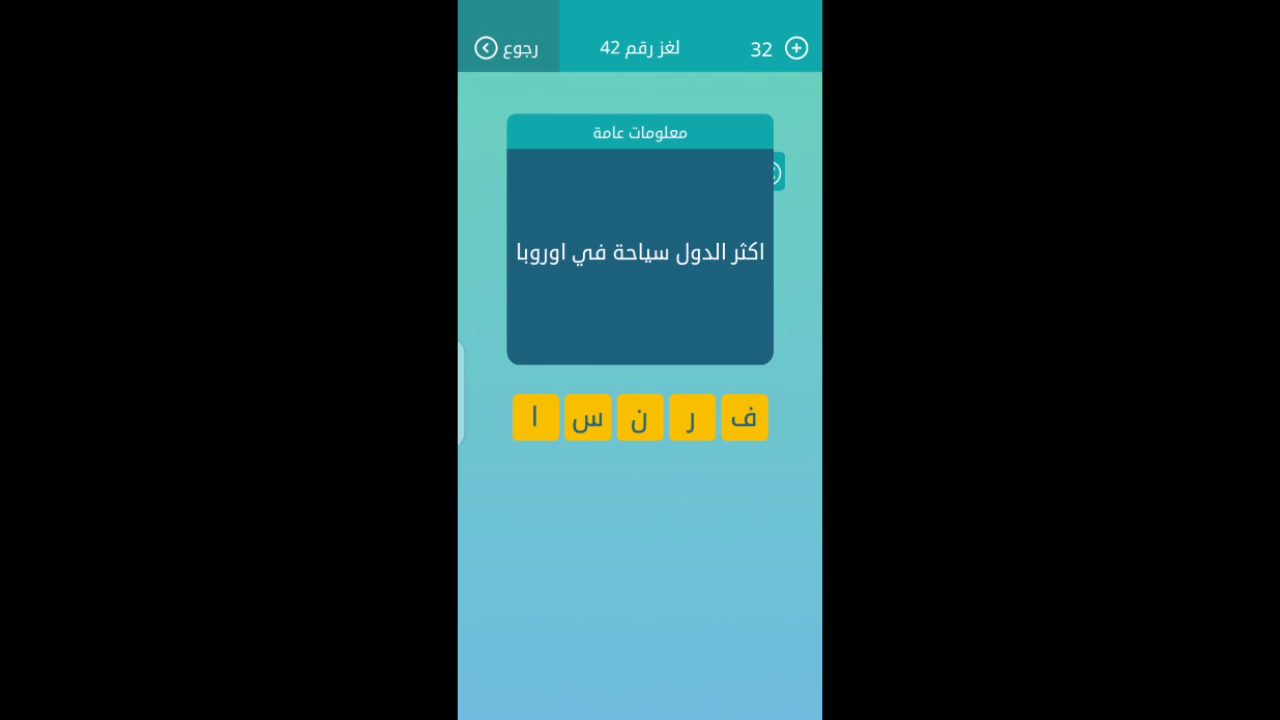 32 لغز رقم 42 رجوع
معلومات عامة
اكثر الدول سياحة في اوروبا
ف ر ن س ا